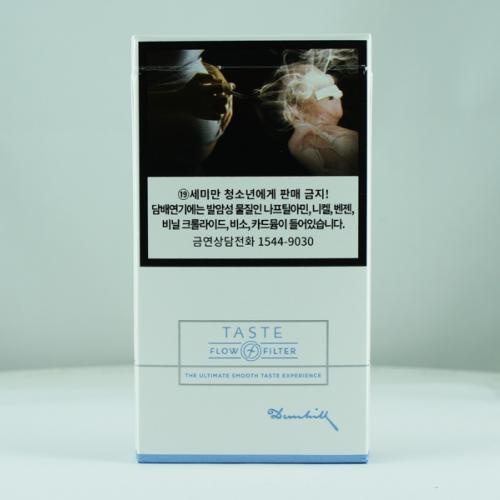 ⑲세미만 청소년에게 판매 금지!
담배연기에는 발암성 물질인 나프틸아민, 니켈, 벤젠,
비닐 크롤라이드, 비소, 카드뮴이 들어있습니다.
금연상담전화 1544-9030
TASTE
FLOW FILTER
THE ULTIMATE SMOOTH TASTE EXPERIENCE
Dunhill